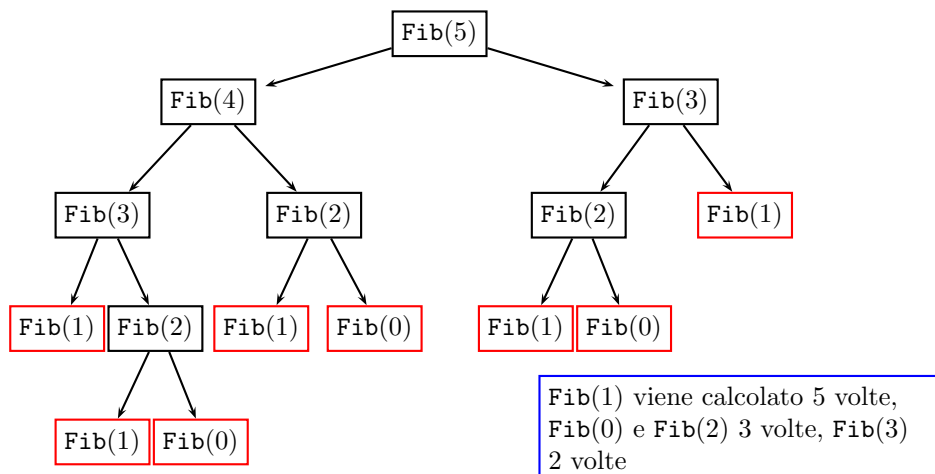 Fib(5)
Fib(4) Fib(3)
Fib(3) Fib(2) Fib(2) Fib(1)
Fib(1) Fib(2) Fib(1) Fib(0) Fib(1) Fib(0)
Fib(1) Fib(0)
Fib(1) viene calcolato 5 volte,
Fib(0) e Fib(2) 3 volte, Fib(3)
2 volte